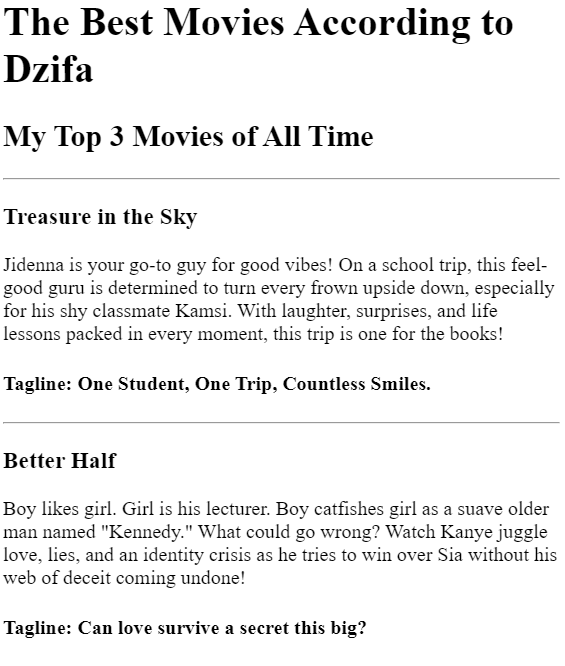 The Best Movies According to
Dzifa
My Top 3 Movies of All Time
Treasure in the Sky
Jidenna is your go-to guy for good vibes! On a school trip, this feel-
good guru is determined to turn every frown upside down, especially
for his shy classmate Kamsi. With laughter, surprises, and life
lessons packed in every moment, this trip is one for the books!
Tagline: One Student, One Trip, Countless Smiles.
Better Half
Boy likes girl. Girl is his lecturer. Boy catfishes girl as a suave older
man named "Kennedy." What could go wrong? Watch Kanye juggle
love, lies, and an identity crisis as he tries to win over Sia without his
web of deceit coming undone!
Tagline: Can love survive a secret this big?